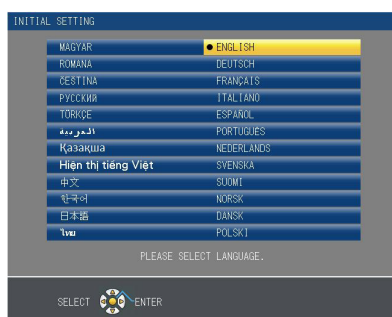 INITIAL SETTING
MAGYAR ENGLISH
ROMÂNĂ DEUTSCH
ČEŠTINA FRANÇAIS
РУССКИЙ ITALIANO
TÜRKÇE ESPAÑOL
العربية PORTUGUÊS
Қазақша NEDERLANDS
Hiện thị tiếng Việt SVENSKA
中文 SUOMI
한국어 NORSK
日本語 DANSK
ไทย POLSKI
PLEASE SELECT LANGUAGE.
SELECT ENTER